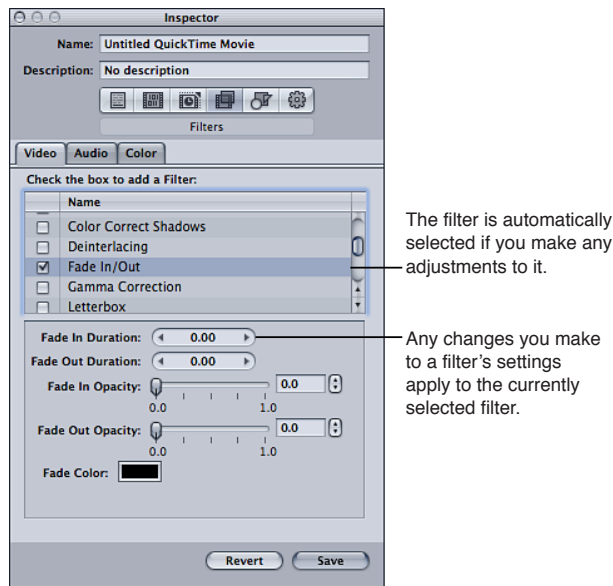 Inspector
Name: Untitled QuickTime Movie
Description: No description
Filters
Video Audio Color
Check the box to add a Filter:
Name
Color Correct Shadows
Deinterlacing
Fade In/Out
Gamma Correction
Letterbox
The filter is automatically
selected if you make any
adjustments to it.
Fade In Duration: 0.00
Fade Out Duration: 0.00
Fade In Opacity: 0.0
0.0 1.0
Fade Out Opacity: 0.0
0.0 1.0
Fade Color:
Any changes you make
to a filter’s settings
apply to the currently
selected filter.
Revert Save